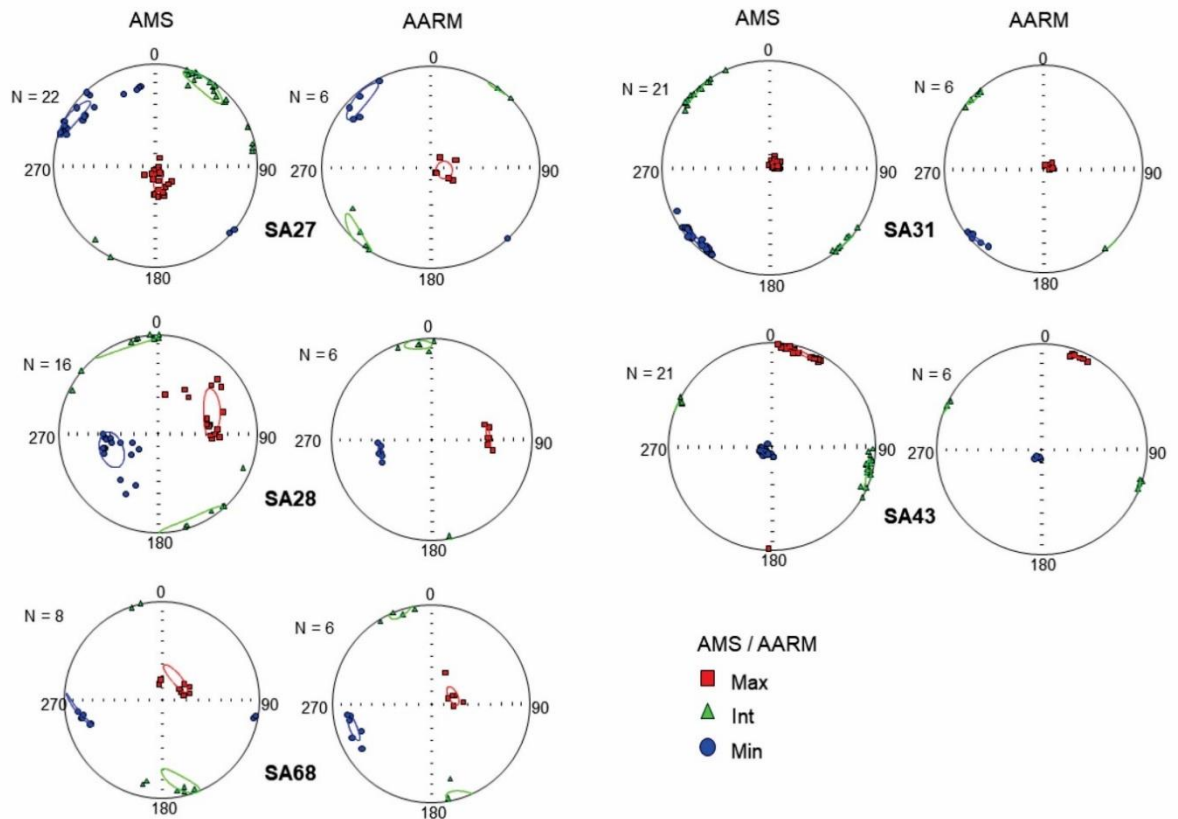 AMS
AARM
AMS
AARM
0
0
0
0
N = 22
N = 6
N = 21
N = 6
270
90
270
90
270
90
270
90
SA27
SA31
180
180
180
180
0
0
0
0
N = 16
N = 6
N = 21
N = 6
270
90
270
90
270
90
270
90
SA28
SA43
180
180
180
180
0
0
N = 8
N = 6
270
90
270
90
SA68
180
180
AMS / AARM
Max
Int
Min